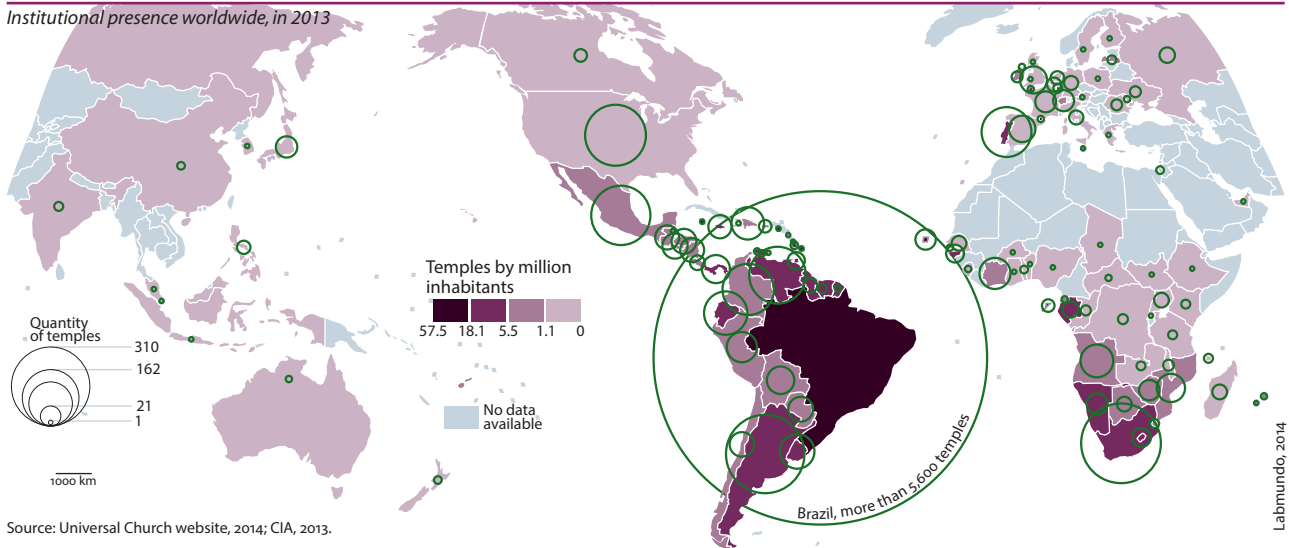 Institutional presence worldwide, in 2013
Temples by million
inhabitants
57.5 18.1 5.5 1.1 0
Quantity
of temples
310
162
21
1
No data
available
1000 km
Brazil, more than 5,600 temples
Labmundo, 2014
Source: Universal Church website, 2014; CIA, 2013.